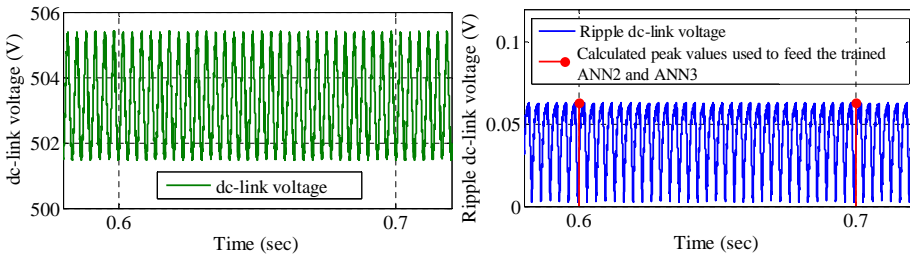 506
504
502
500
dc-link voltage (V)
dc-link voltage
0.6
0.7
Time (sec)
0.1
0.05
0
Ripple dc-link voltage (V)
Ripple dc-link voltage
Calculated peak values used to feed the trained
ANN2 and ANN3
0.6
0.7
Time (sec)